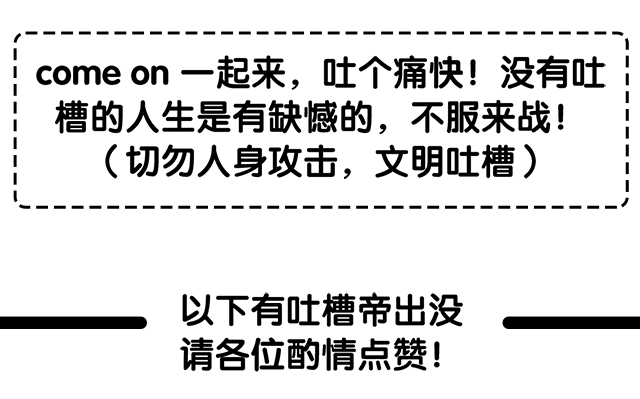 come on 一起来，吐个痛快！没有吐
槽的人生是有缺憾的，不服来战！
（切勿人身攻击，文明吐槽）
以下有吐槽帝出没
请各位酌情点赞！